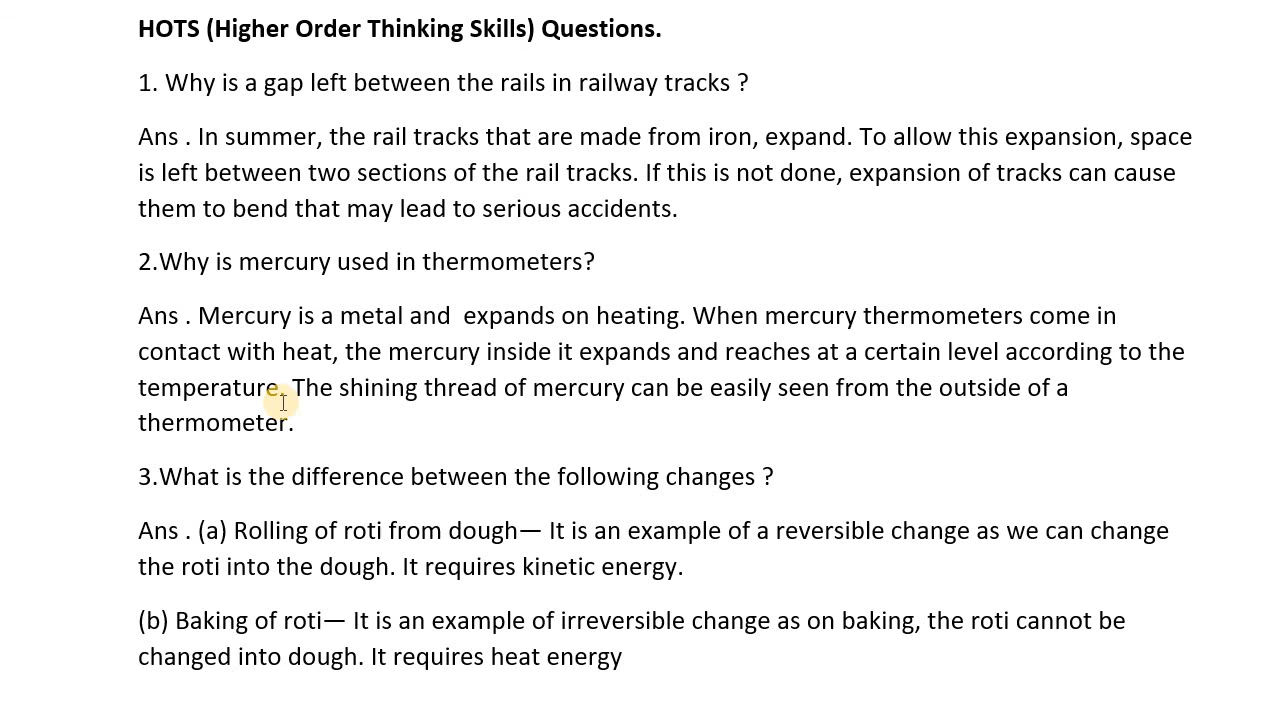 HOTS (Higher Order Thinking Skills) Questions.
1. Why is a gap left between the rails in railway tracks ?
Ans . In summer, the rail tracks that are made from iron, expand. To allow this expansion, space
is left between two sections of the rail tracks. If this is not done, expansion of tracks can cause
them to bend that may lead to serious accidents.
2.Why is mercury used in thermometers?
Ans . Mercury is a metal and  expands on heating. When mercury thermometers come in
contact with heat, the mercury inside it expands and reaches at a certain level according to the
temperature. The shining thread of mercury can be easily seen from the outside of a
thermometer.
3.What is the difference between the following changes ?
Ans . (a) Rolling of roti from dough— It is an example of a reversible change as we can change
the roti into the dough. It requires kinetic energy.
(b) Baking of roti— It is an example of irreversible change as on baking, the roti cannot be
changed into dough. It requires heat energy